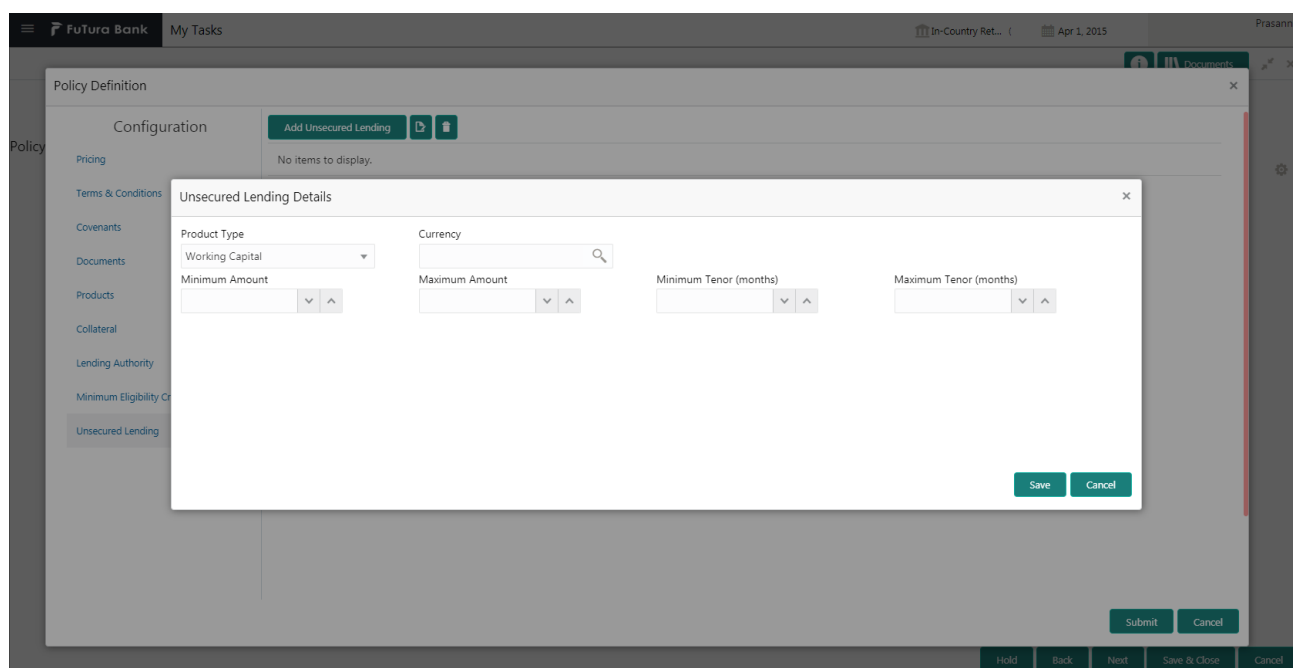 FuTura Bank My Tasks In-Country Ret... ( Apr 1, 2015 Prasann
Documents
Policy Definition
Policy
Configuration
Add Unsecured Lending
Pricing
No items to display.
Terms & Conditions
Unsecured Lending Details
Covenants
Product Type Currency
Documents
Working Capital
Minimum Amount Maximum Amount Minimum Tenor (months) Maximum Tenor (months)
Products
Collateral
Lending Authority
Minimum Eligibility Cr
Unsecured Lending
Save Cancel
Submit Cancel
Hold Back Next Save & Close Cancel